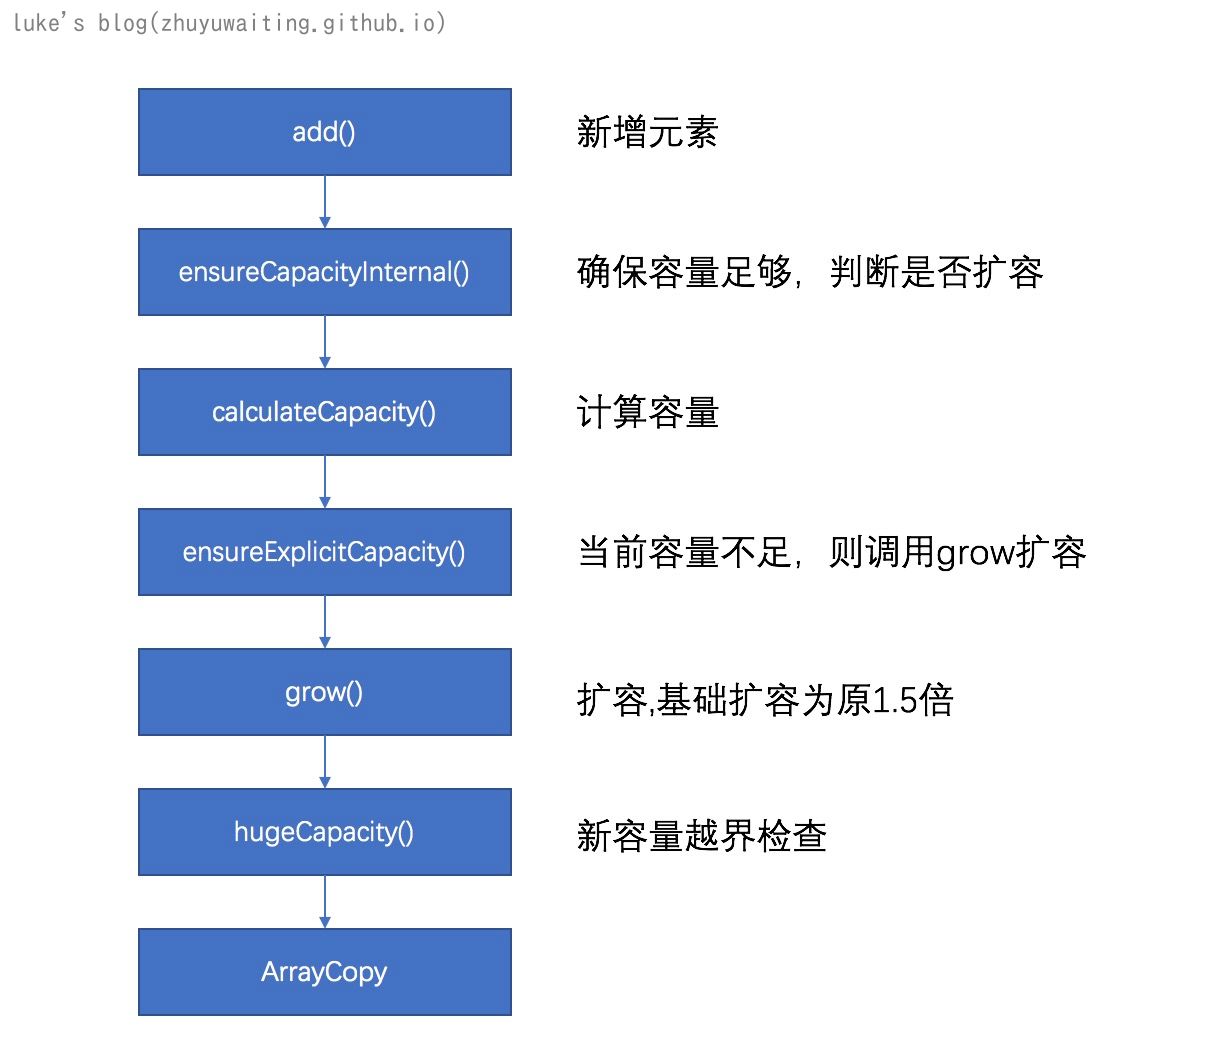 luke's blog(zhuyuwaiting.github.io)
add()
新增元素
ensureCapacityInternal()
确保容量足够，判断是否扩容
calculateCapacity()
计算容量
ensureExplicitCapacity()
当前容量不足，则调用grow扩容
grow()
扩容,基础扩容为原1.5倍
hugeCapacity()
新容量越界检查
ArrayCopy